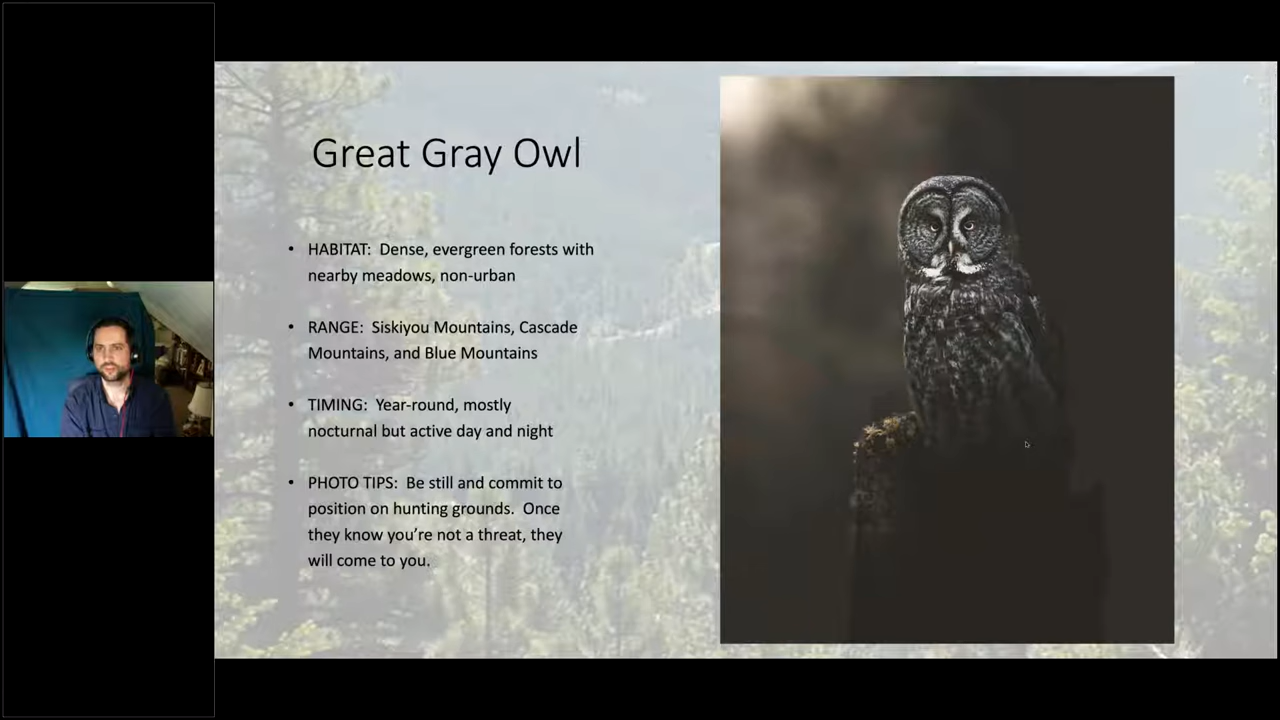 Great Gray Owl
• HABITAT:  Dense, evergreen forests with
nearby meadows, non-urban
• RANGE:  Siskiyou Mountains, Cascade
Mountains, and Blue Mountains
• TIMING:  Year-round, mostly
nocturnal but active day and night
• PHOTO TIPS:  Be still and commit to
position on hunting grounds.  Once
they know you’re not a threat, they
will come to you.